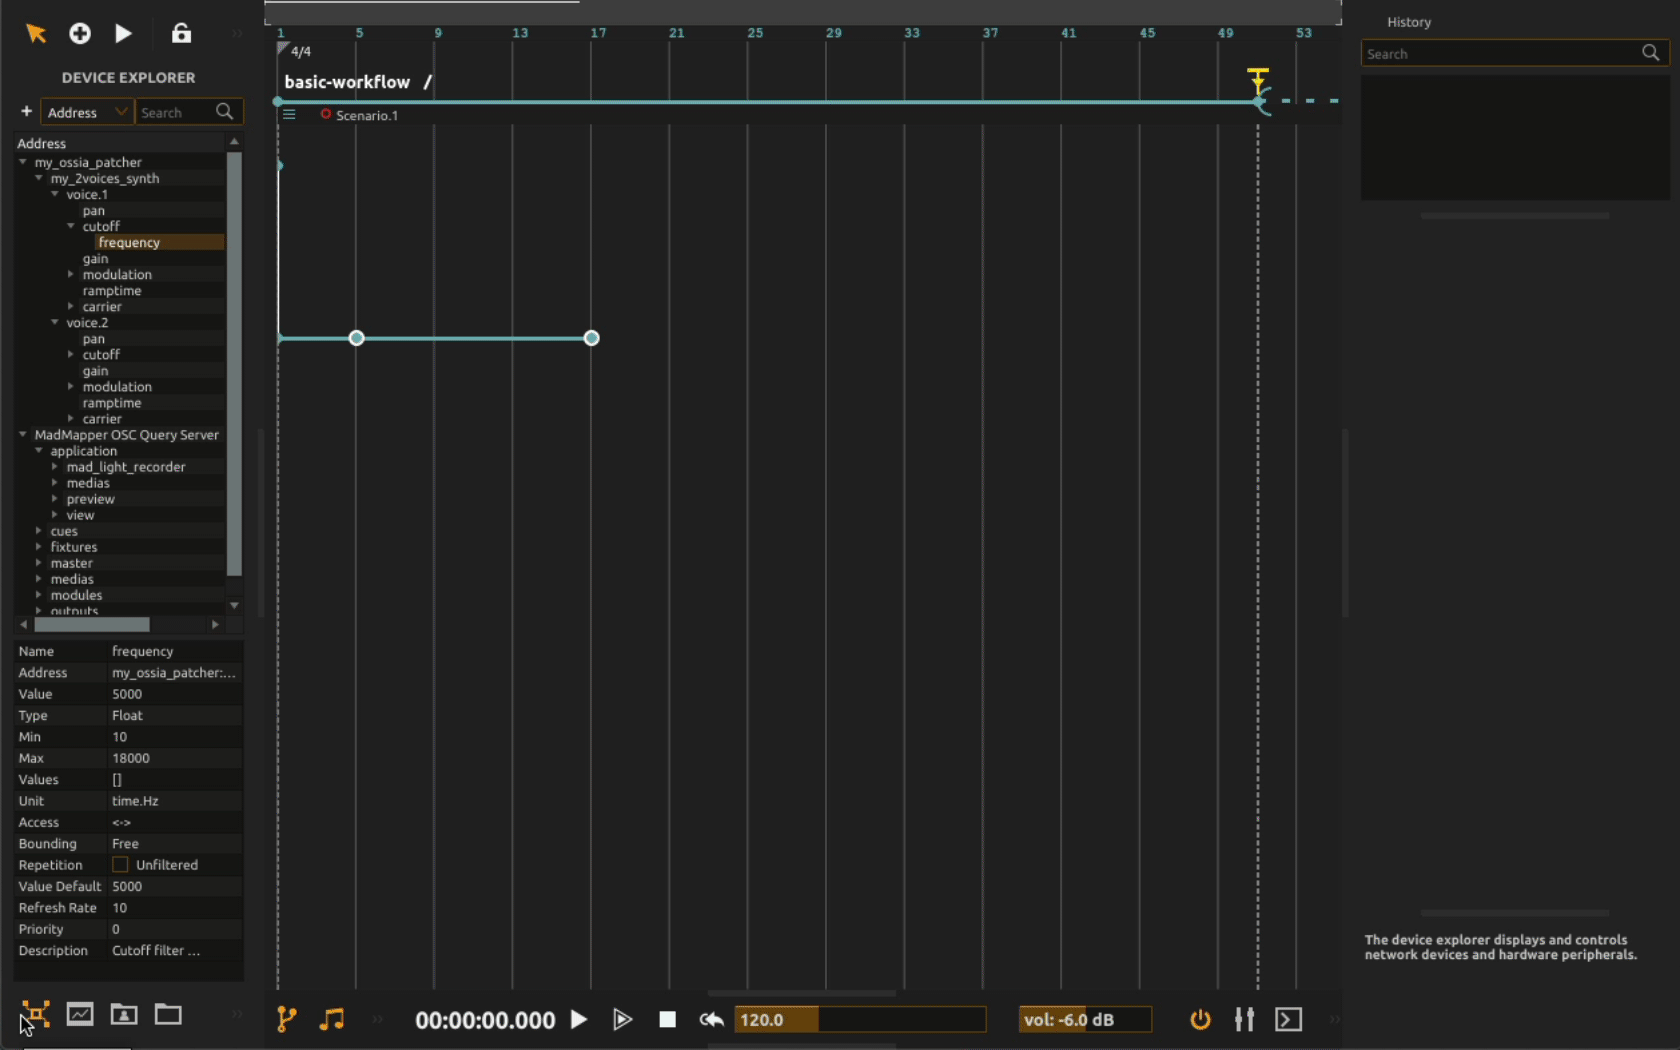 DEVICE EXPLORER
+ Address Search
Address
my_ossia_patcher
my_2voices_synth
voice.1
pan
cutoff
frequency
gain
modulation
ramptime
carrier
voice.2
pan
cutoff
gain
modulation
ramptime
carrier
MadMapper OSC Query Server
application
mad_light_recorder
medias
preview
view
cues
fixtures
master
medias
modules
outputs
Name frequency
Address my_ossia_patcher:...
Value 5000
Type Float
Min 10
Max 18000
Values []
Unit time.Hz
Access <->
Bounding Free
Repetition Unfiltered
Value Default 5000
Refresh Rate 10
Priority 0
Description Cutoff filter ...
1 5 9 13 17 21 25 29 33 37 41 45 49 53
4/4
basic-workflow /
Scenario.1
00:00:00.000 120.0 vol: -6.0 dB
History
Search
The device explorer displays and controls
network devices and hardware peripherals.